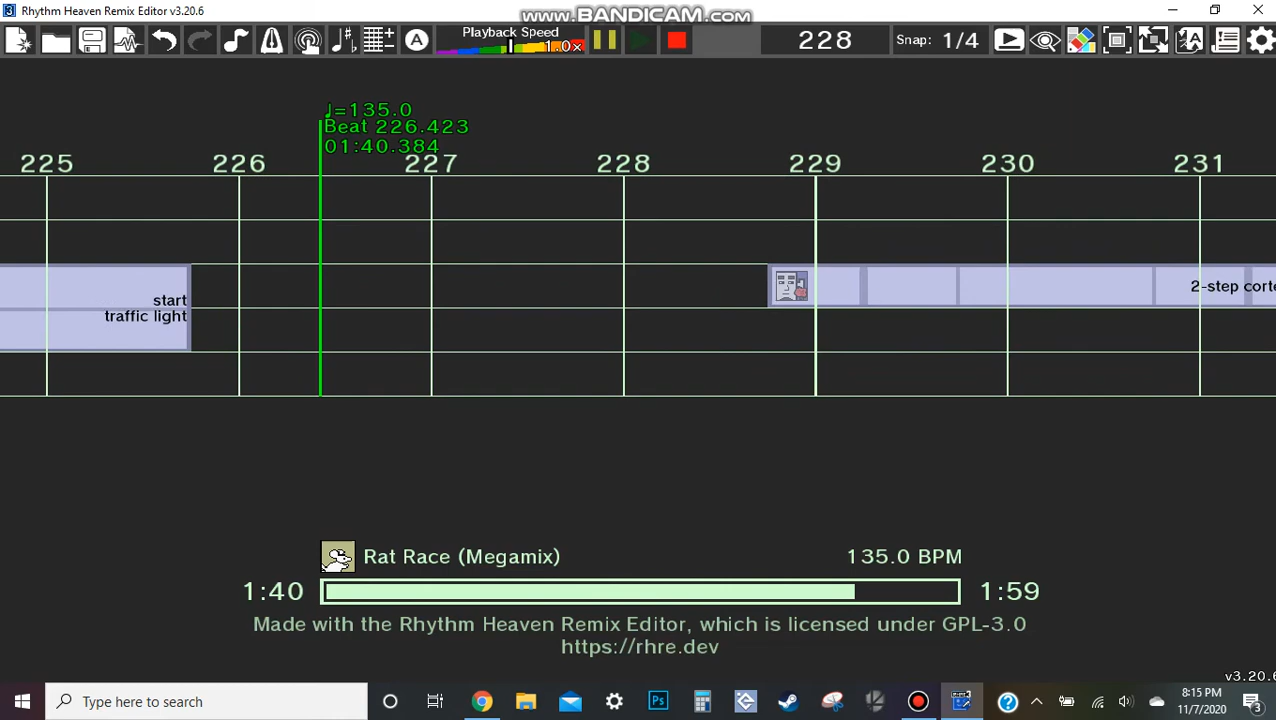 Rhythm Heaven Remix Editor v3.20.6
www.BANDICAM.com
Playback Speed
1.0x
228
Snap: 1/4
A
♩=135.0
Beat 226.423
01:40.384
225 226 227 228 229 230 231
start
traffic light
2-step corte
Rat Race (Megamix) 135.0 BPM
1:40 1:59
Made with the Rhythm Heaven Remix Editor, which is licensed under GPL-3.0
https://rhre.dev
v3.20.6
Type here to search
Ps
8:15 PM
11/7/2020
3